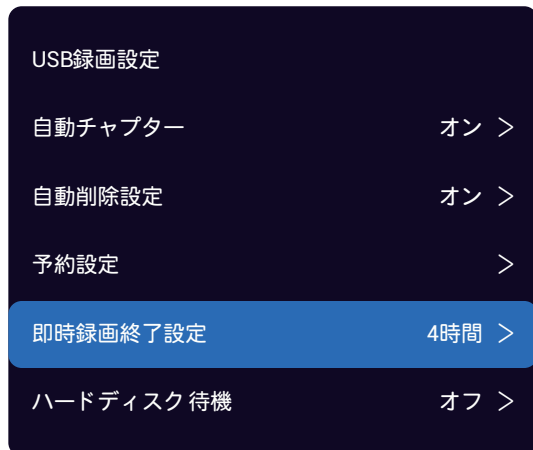 USB録画設定
自動チャプター オン >
自動削除設定 オン >
予約設定 >
即時録画終了設定 4時間 >
ハードディスク 待機 オフ >